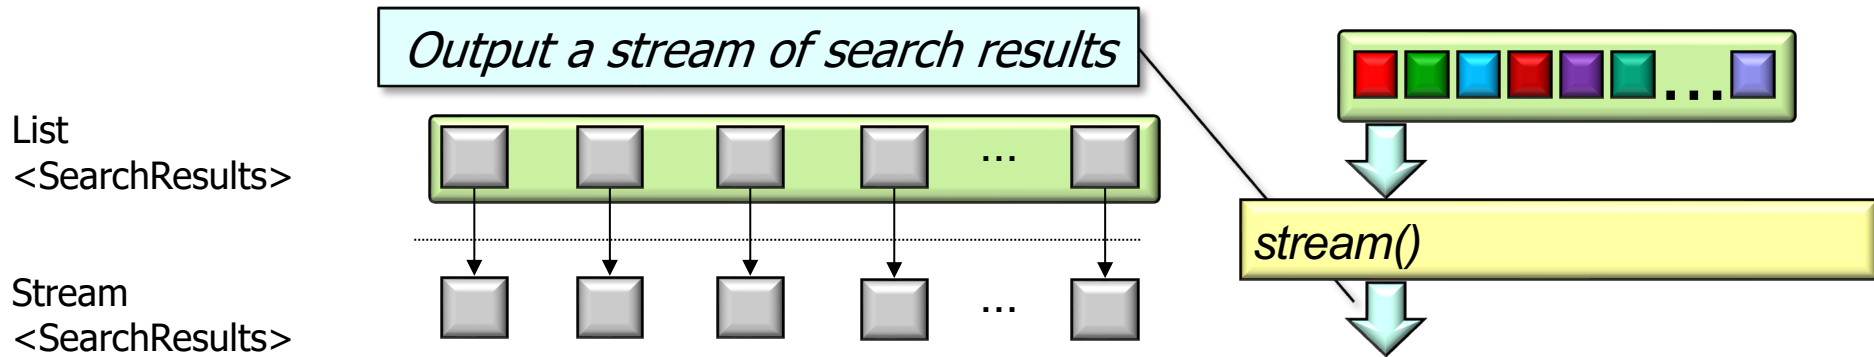 Output a stream of search results
...
List
<SearchResults>
...
stream()
Stream
<SearchResults>
...